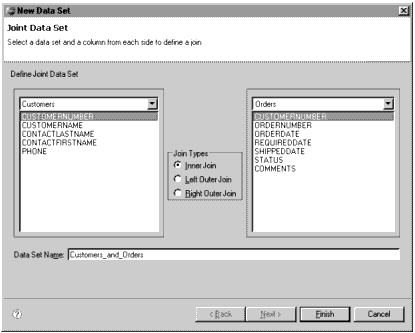 New Data Set
Joint Data Set
Select a data set and a column from each side to define a join
Define Joint Data Set
Customers
CUSTOMERNUMBER
CUSTOMERNAME
CONTACTLASTNAME
CONTACTFIRSTNAME
PHONE
Join Types
Inner Join
Left Outer Join
Right Outer Join
Orders
CUSTOMERNUMBER
ORDERNUMBER
ORDERDATE
REQUIREDDATE
SHIPPEDDATE
STATUS
COMMENTS
Data Set Name: Customers_and_Orders
? < Back Next > Finish Cancel